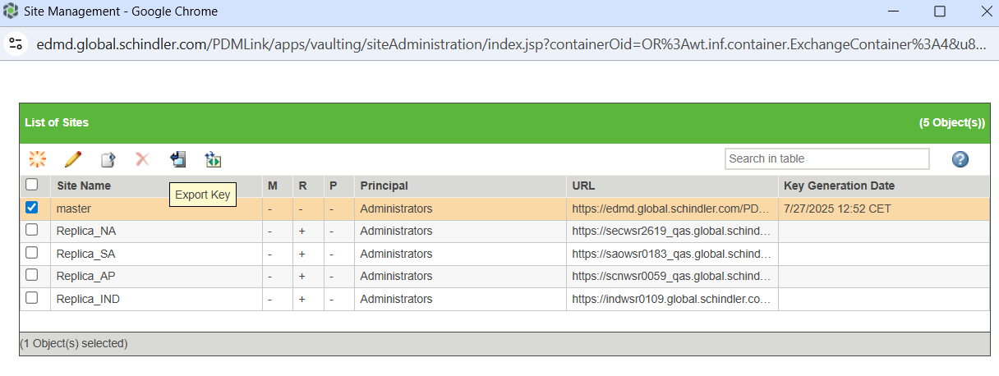 Site Management - Google Chrome
edmd.global.schindler.com/PDMLink/apps/vaulting/siteAdministration/index.jsp?containerOid=OR%3Awt.inf.container.ExchangeContainer%3A4&u8...
List of Sites (5 Object(s))
Search in table
Site Name M R P Principal URL Key Generation Date
Export Key
master - - - Administrators https://edmd.global.schindler.com/PD... 7/27/2025 12:52 CET
Replica_NA - + - Administrators https://secwsr2619_qas.global.schind...
Replica_SA - + - Administrators https://saowsr0183_qas.global.schind...
Replica_AP - + - Administrators https://scnwsr0059_qas.global.schind...
Replica_IND - + - Administrators https://indwsr0109.global.schindler.co...
(1 Object(s) selected)